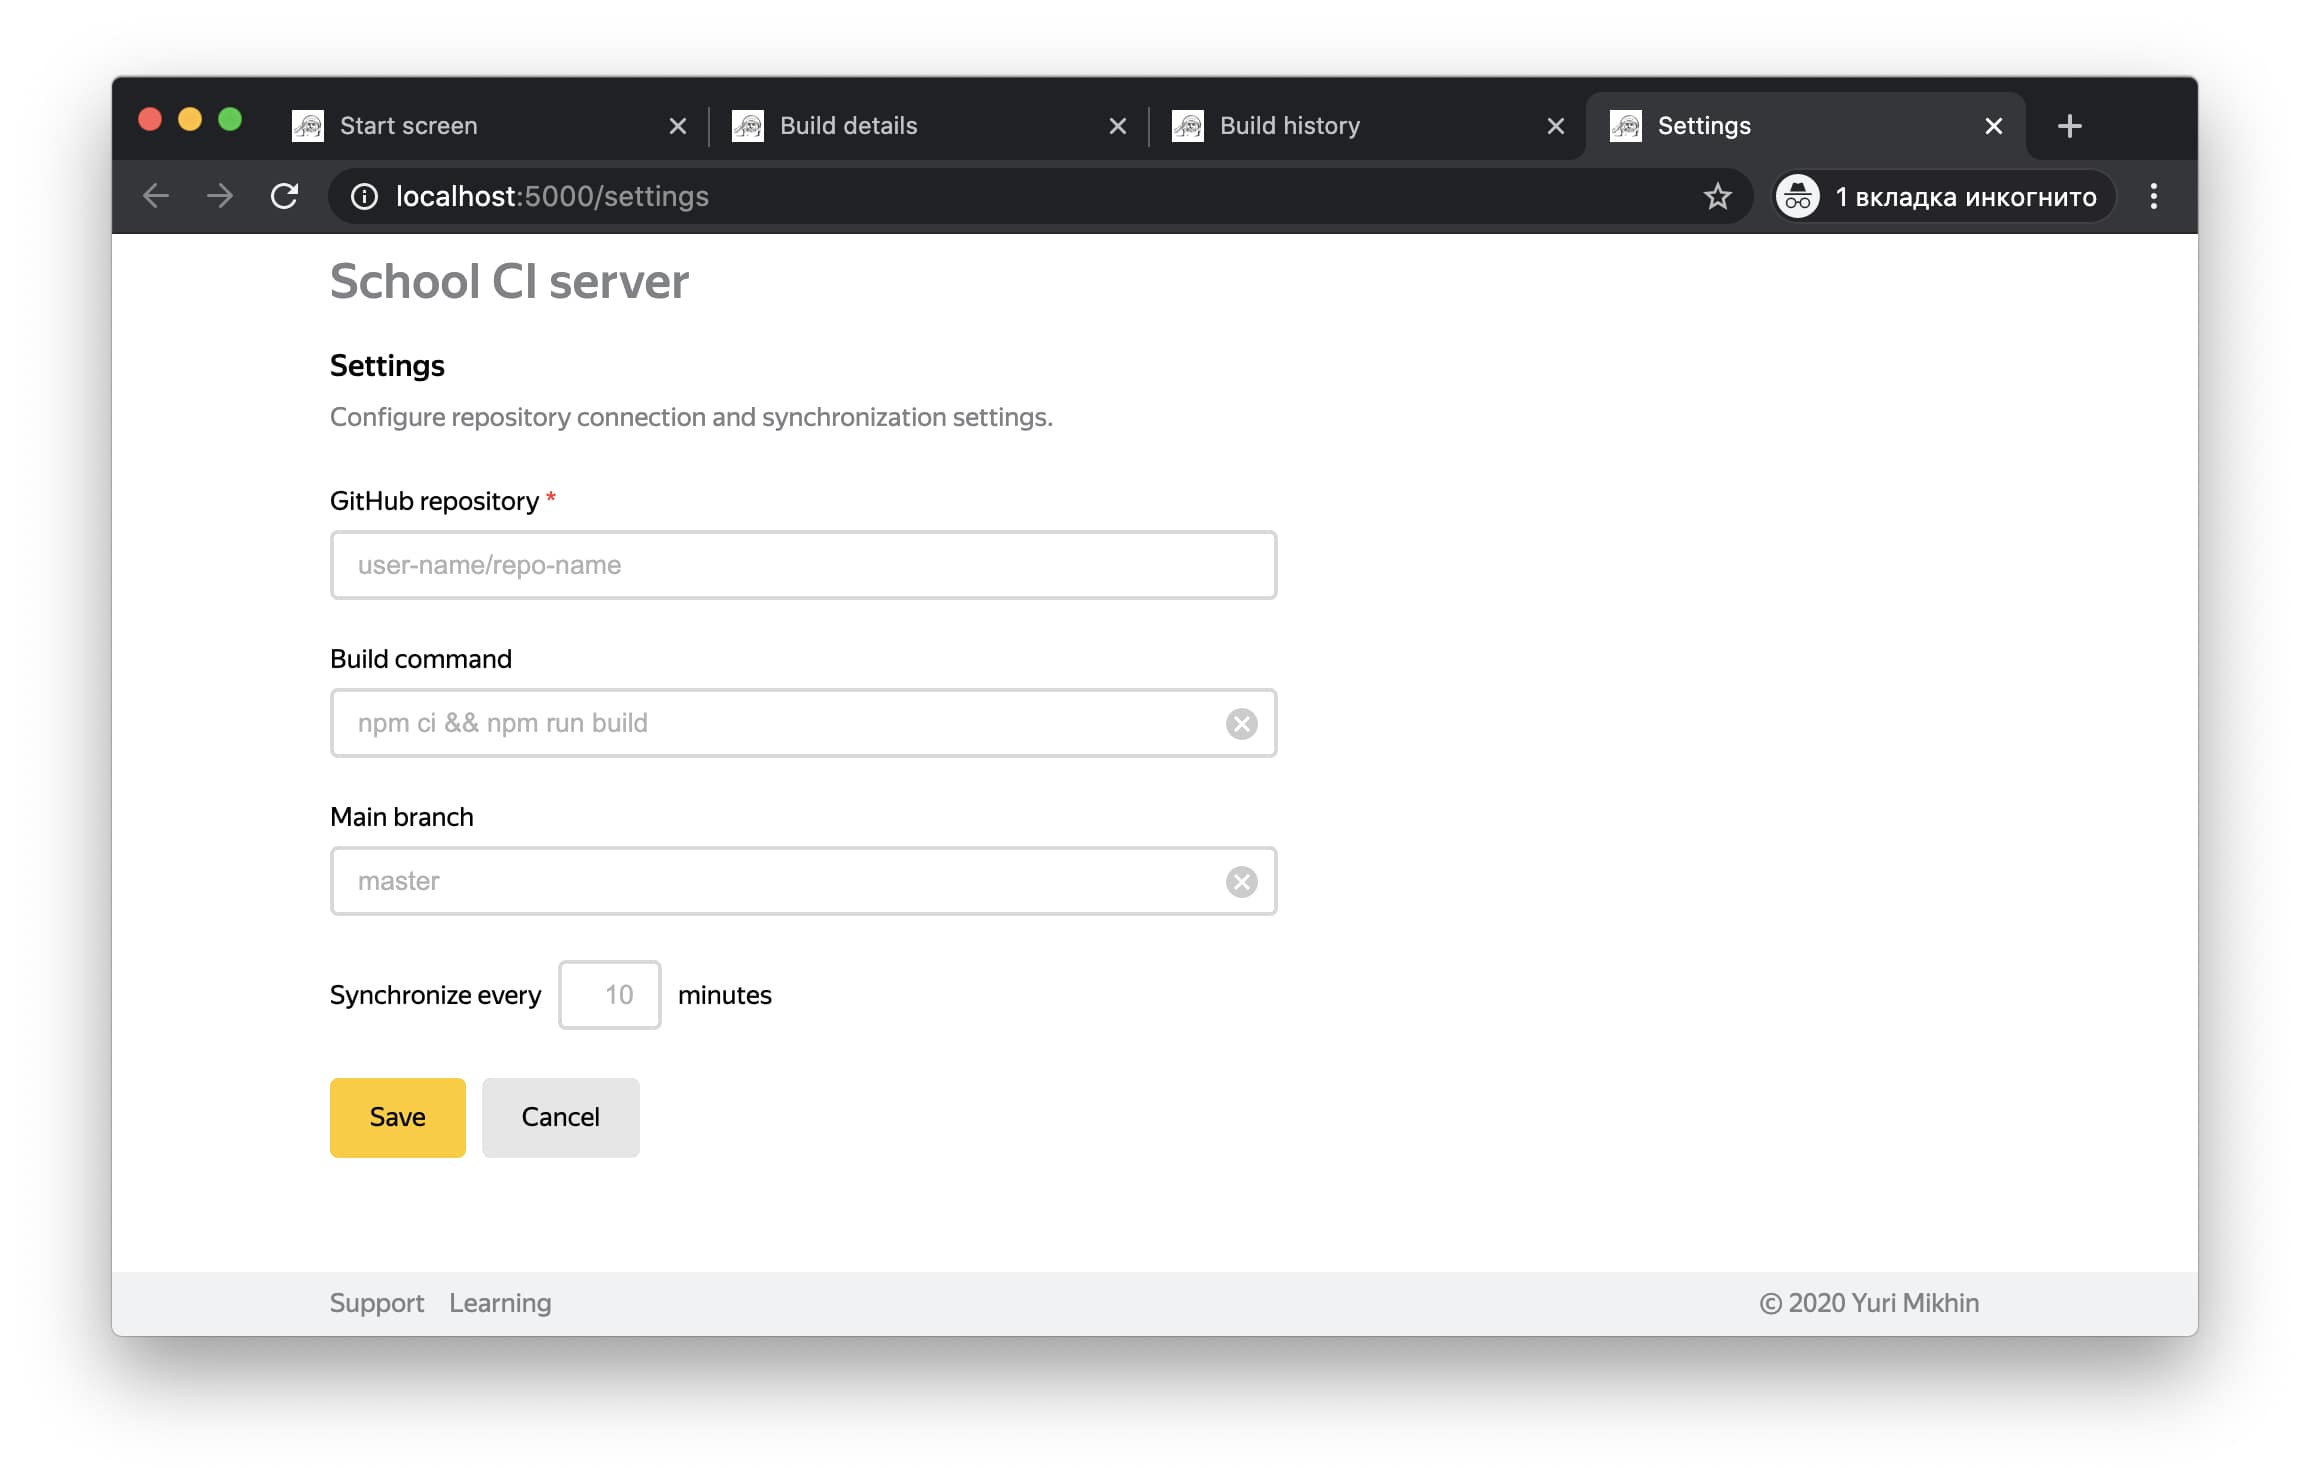 Start screen
Build details
Build history
Settings
localhost:5000/settings
1 вкладка инкогнито
School CI server
Settings
Configure repository connection and synchronization settings.
GitHub repository *
user-name/repo-name
Build command
npm ci && npm run build
Main branch
master
Synchronize every 10 minutes
Save Cancel
Support Learning © 2020 Yuri Mikhin